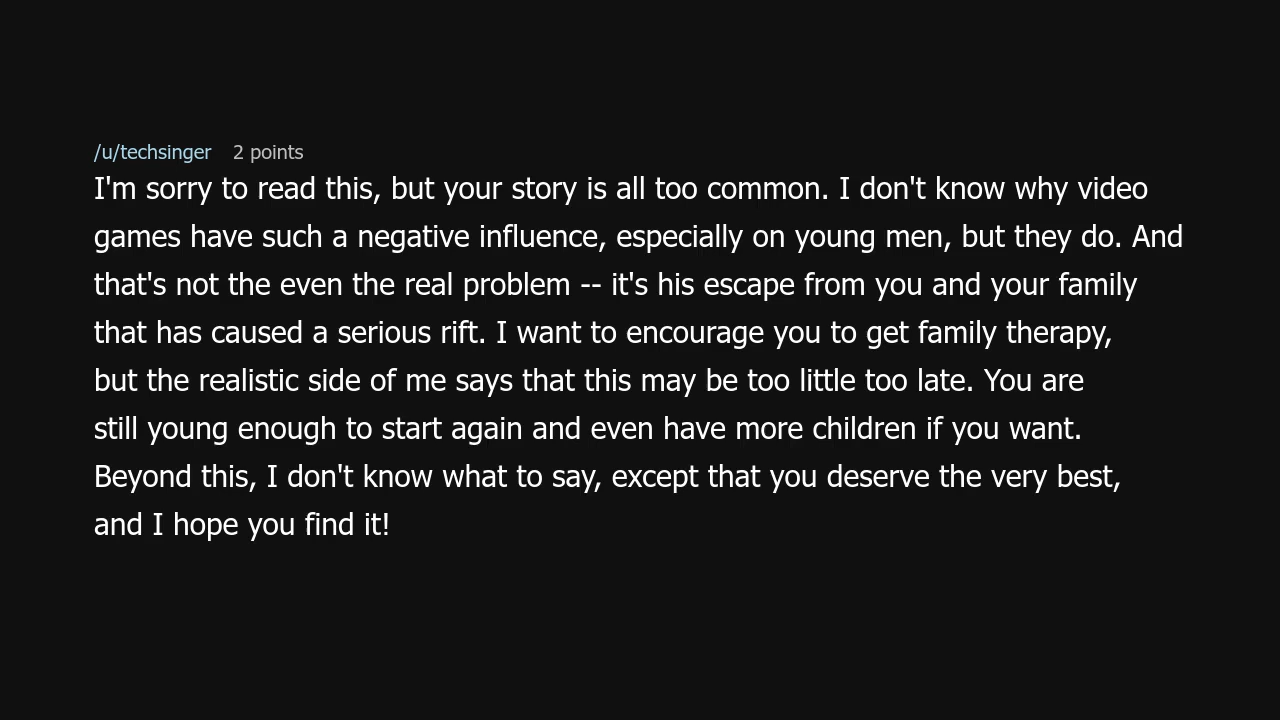 /u/techsinger 2 points
I'm sorry to read this, but your story is all too common. I don't know why video
games have such a negative influence, especially on young men, but they do. And
that's not the even the real problem -- it's his escape from you and your family
that has caused a serious rift. I want to encourage you to get family therapy,
but the realistic side of me says that this may be too little too late. You are
still young enough to start again and even have more children if you want.
Beyond this, I don't know what to say, except that you deserve the very best,
and I hope you find it!